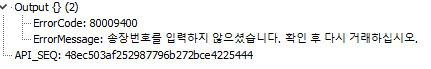 Output {} (2)
ErrorCode: 80009400
ErrorMessage: 송장번호를 입력하지 않으셨습니다. 확인 후 다시 거래하십시오.
API_SEQ: 48ec503af252987796b272bce4225444